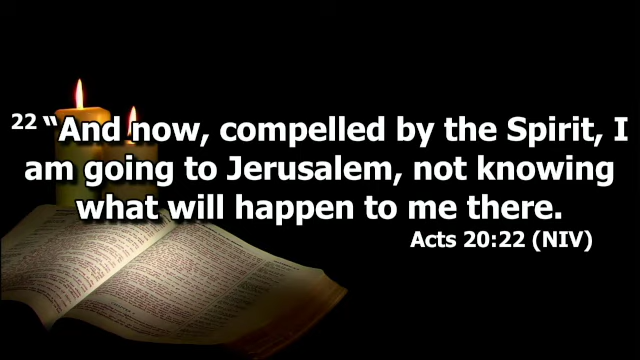 22 “And now, compelled by the Spirit, I
am going to Jerusalem, not knowing
what will happen to me there.
Acts 20:22 (NIV)